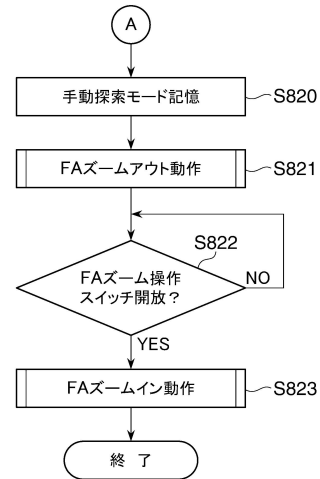 A
手動探索モード記憶
S820
FAズームアウト動作
S821
S822
FAズーム操作
スイッチ開放？
NO
YES
FAズームイン動作
S823
終 了